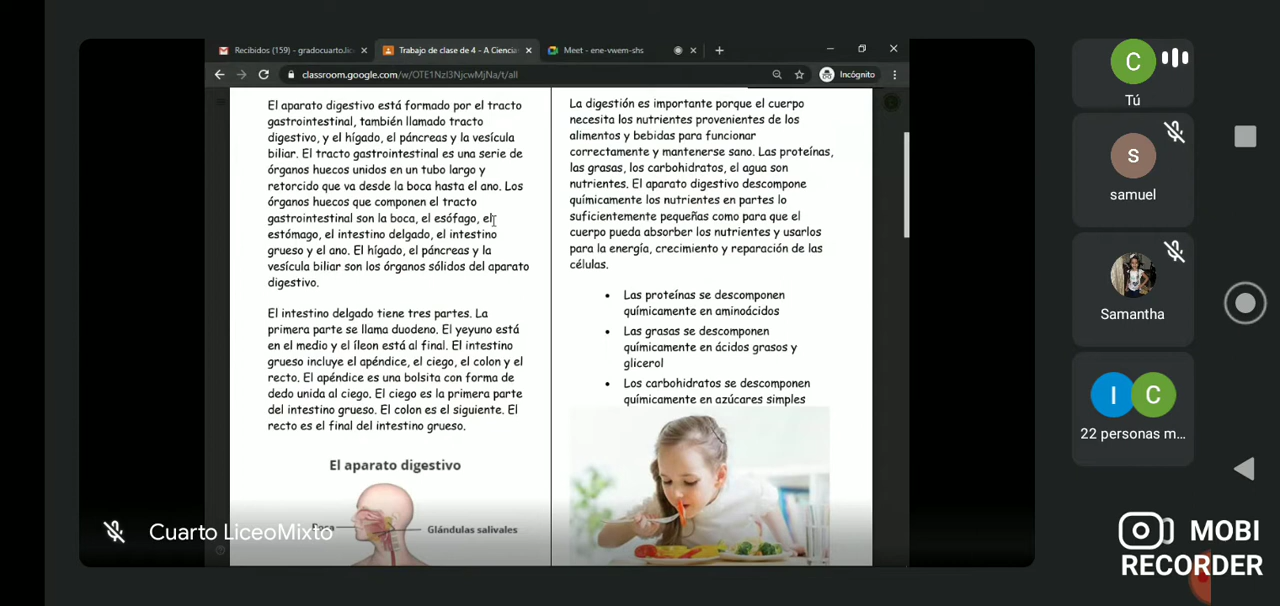 Recibidos (159) - gradocuarto.lic
Trabajo de clase de 4 - A Ciencia
Meet - ene-vwem-shs
classroom.google.com/w/OTE1NzI3NjcwMjNa/t/all
Incógnito
El aparato digestivo está formado por el tracto
gastrointestinal, también llamado tracto
digestivo, y el hígado, el páncreas y la vesícula
biliar. El tracto gastrointestinal es una serie de
órganos huecos unidos en un tubo largo y
retorcido que va desde la boca hasta el ano. Los
órganos huecos que componen el tracto
gastrointestinal son la boca, el esófago, el
estómago, el intestino delgado, el intestino
grueso y el ano. El hígado, el páncreas y la
vesícula biliar son los órganos sólidos del aparato
digestivo.
El intestino delgado tiene tres partes. La
primera parte se llama duodeno. El yeyuno está
en el medio y el íleon está al final. El intestino
grueso incluye el apéndice, el ciego, el colon y el
recto. El apéndice es una bolsita con forma de
dedo unida al ciego. El ciego es la primera parte
del intestino grueso. El colon es el siguiente. El
recto es el final del intestino grueso.
El aparato digestivo
Boca
Glándulas salivales
La digestión es importante porque el cuerpo
necesita los nutrientes provenientes de los
alimentos y bebidas para funcionar
correctamente y mantenerse sano. Las proteínas,
las grasas, los carbohidratos, el agua son
nutrientes. El aparato digestivo descompone
químicamente los nutrientes en partes lo
suficientemente pequeñas como para que el
cuerpo pueda absorber los nutrientes y usarlos
para la energía, crecimiento y reparación de las
células.
• Las proteínas se descomponen
químicamente en aminoácidos
• Las grasas se descomponen
químicamente en ácidos grasos y
glicerol
• Los carbohidratos se descomponen
químicamente en azúcares simples
Cuarto LiceoMixto
C
Tú
S
samuel
Samantha
I C
22 personas m...
MOBI
RECORDER